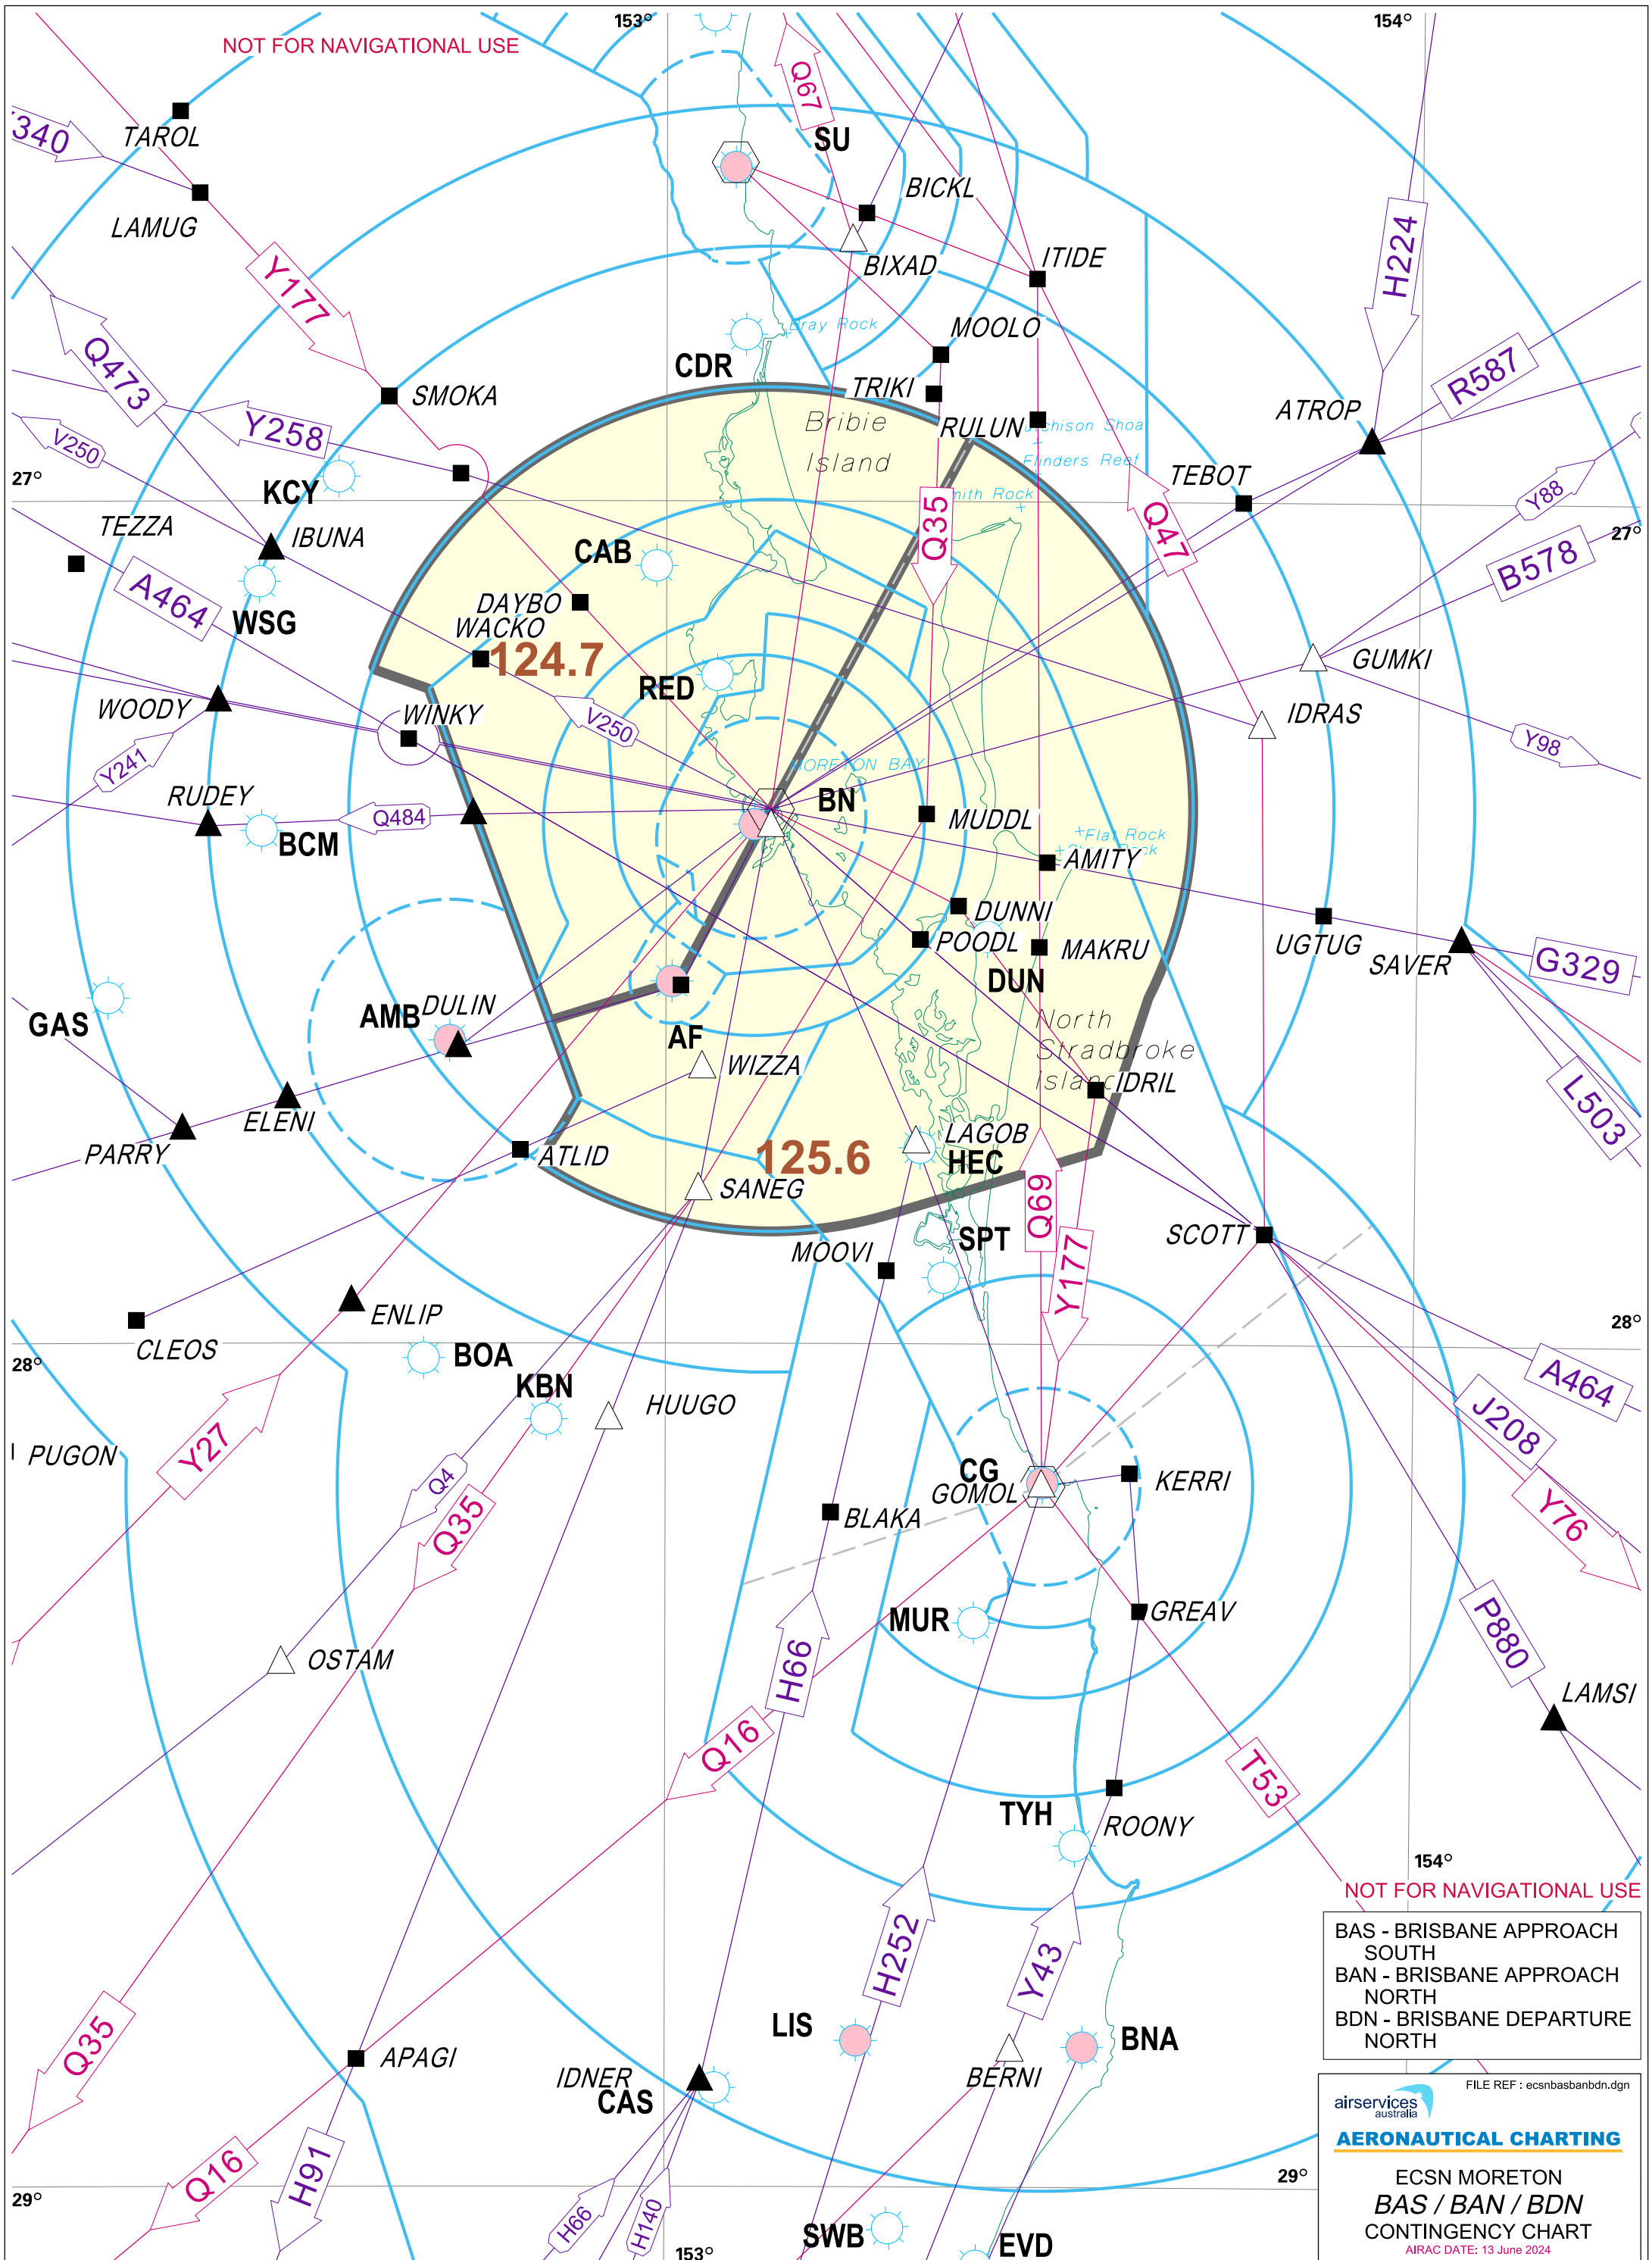 153°
154°
NOT FOR NAVIGATIONAL USE
Q67
TAROL
340
SU
BICKL
LAMUG
H224
BIXAD
ITIDE
Y177
MOOLO
Bray Rock
Q473
CDR
R587
SMOKA
TRIKI
ATROP
Bribie
Island
RULUN
chison Shoal
Y258
V250
Flinders Reef
27°
KCY
TEBOT
mith Rock
Y88
TEZZA
IBUNA
Q35
Q47
27°
CAB
B578
A464
WSG
DAYBO
WACKO
124.7
GUMKI
RED
WOODY
WINKY
V250
IDRAS
Y241
Y98
MORETON BAY
RUDEY
BN
Q484
MUDDL
BCM
Flat Rock
Rock
AMITY
DUNNI
POODL
MAKRU
UGTUG
SAVER
G329
DUN
GAS
AMB
DULIN
AF
North
Stradbroke
Island
WIZZA
IDRIL
L503
ELENI
PARRY
LAGOB
ATLID
125.6
HEC
SANEG
Q69
SPT
SCOTT
MOOVI
Y177
ENLIP
CLEOS
28°
28°
BOA
KBN
A464
HUUGO
J208
PUGON
Y27
Q4
CG
GOMOL
KERRI
Q35
BLAKA
Y76
MUR
GREAV
P880
OSTAM
H66
LAMSI
Q16
T53
TYH
ROONY
154°
NOT FOR NAVIGATIONAL USE
BAS - BRISBANE APPROACH
SOUTH
BAN - BRISBANE APPROACH
NORTH
BDN - BRISBANE DEPARTURE
NORTH
H252
Y43
LIS
BNA
Q35
APAGI
IDNER
CAS
BERNI
FILE REF : ecsnbasbanbdn.dgn
airservices
australia
AERONAUTICAL CHARTING
H91
Q16
29°
29°
ECSN MORETON
BAS / BAN / BDN
CONTINGENCY CHART
AIRAC DATE: 13 June 2024
H66
H140
SWB
EVD
153°